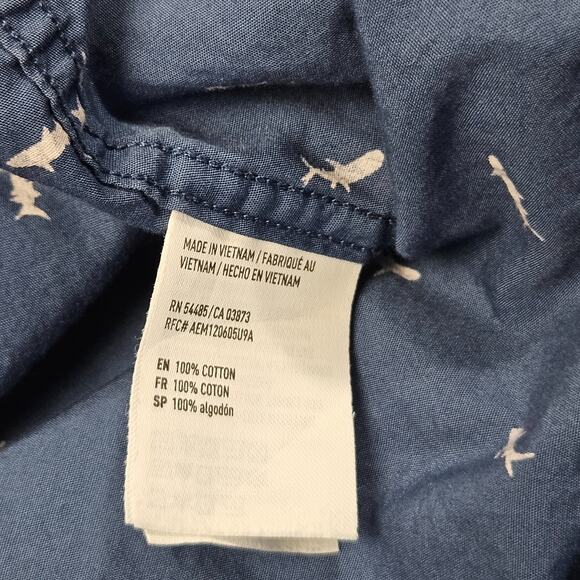 MADE IN VIETNAM / FABRIQUÉ AU
VIETNAM / HECHO EN VIETNAM
RN 54485 / CA 03873
RFC# AEM120605U9A
EN 100% COTTON
FR 100% COTON
SP 100% algodón